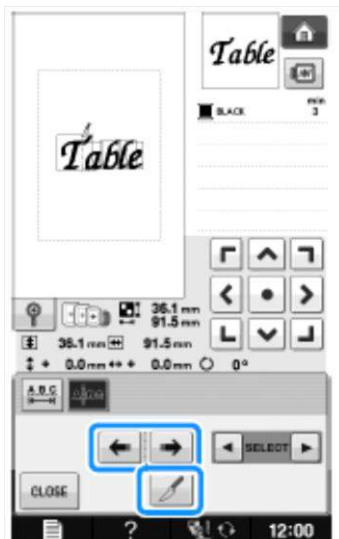 Table
BLACK
min
3
Table
36.1 mm
91.5 mm
36.1 mm 91.5 mm
0.0 mm 0.0 mm 0°
A B C
SELECT
CLOSE
? 12:00